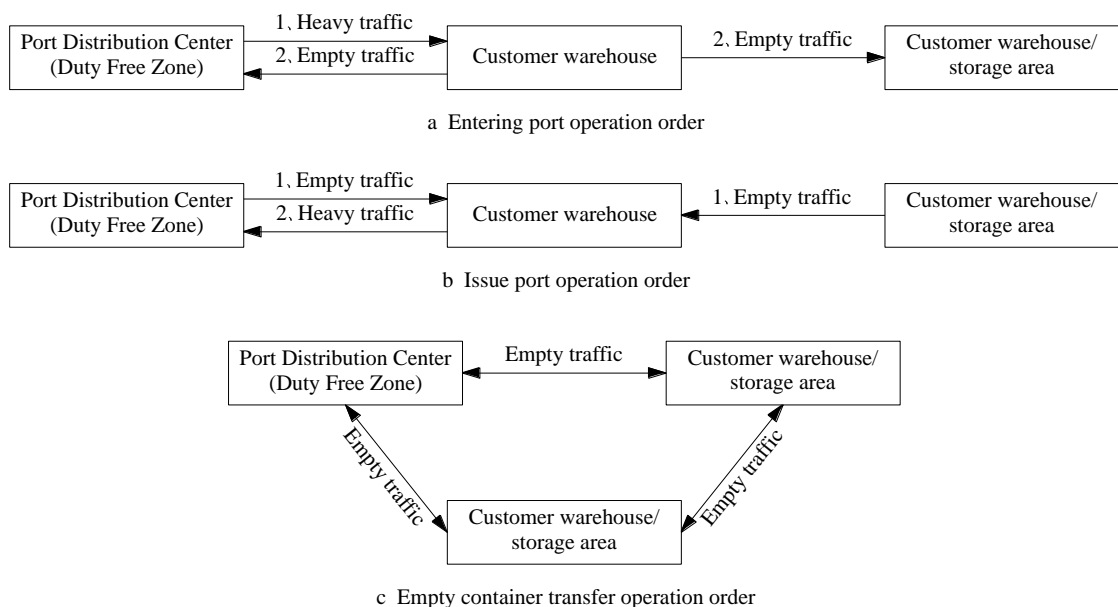 Port Distribution Center
(Duty Free Zone)
1、Heavy traffic
2、Empty traffic
Customer warehouse
2、Empty traffic
Customer warehouse/
storage area
a Entering port operation order
Port Distribution Center
(Duty Free Zone)
1、Empty traffic
2、Heavy traffic
Customer warehouse
1、Empty traffic
Customer warehouse/
storage area
b Issue port operation order
Port Distribution Center
(Duty Free Zone)
Empty traffic
Customer warehouse/
storage area
Empty traffic
Empty traffic
Customer warehouse/
storage area
c Empty container transfer operation order